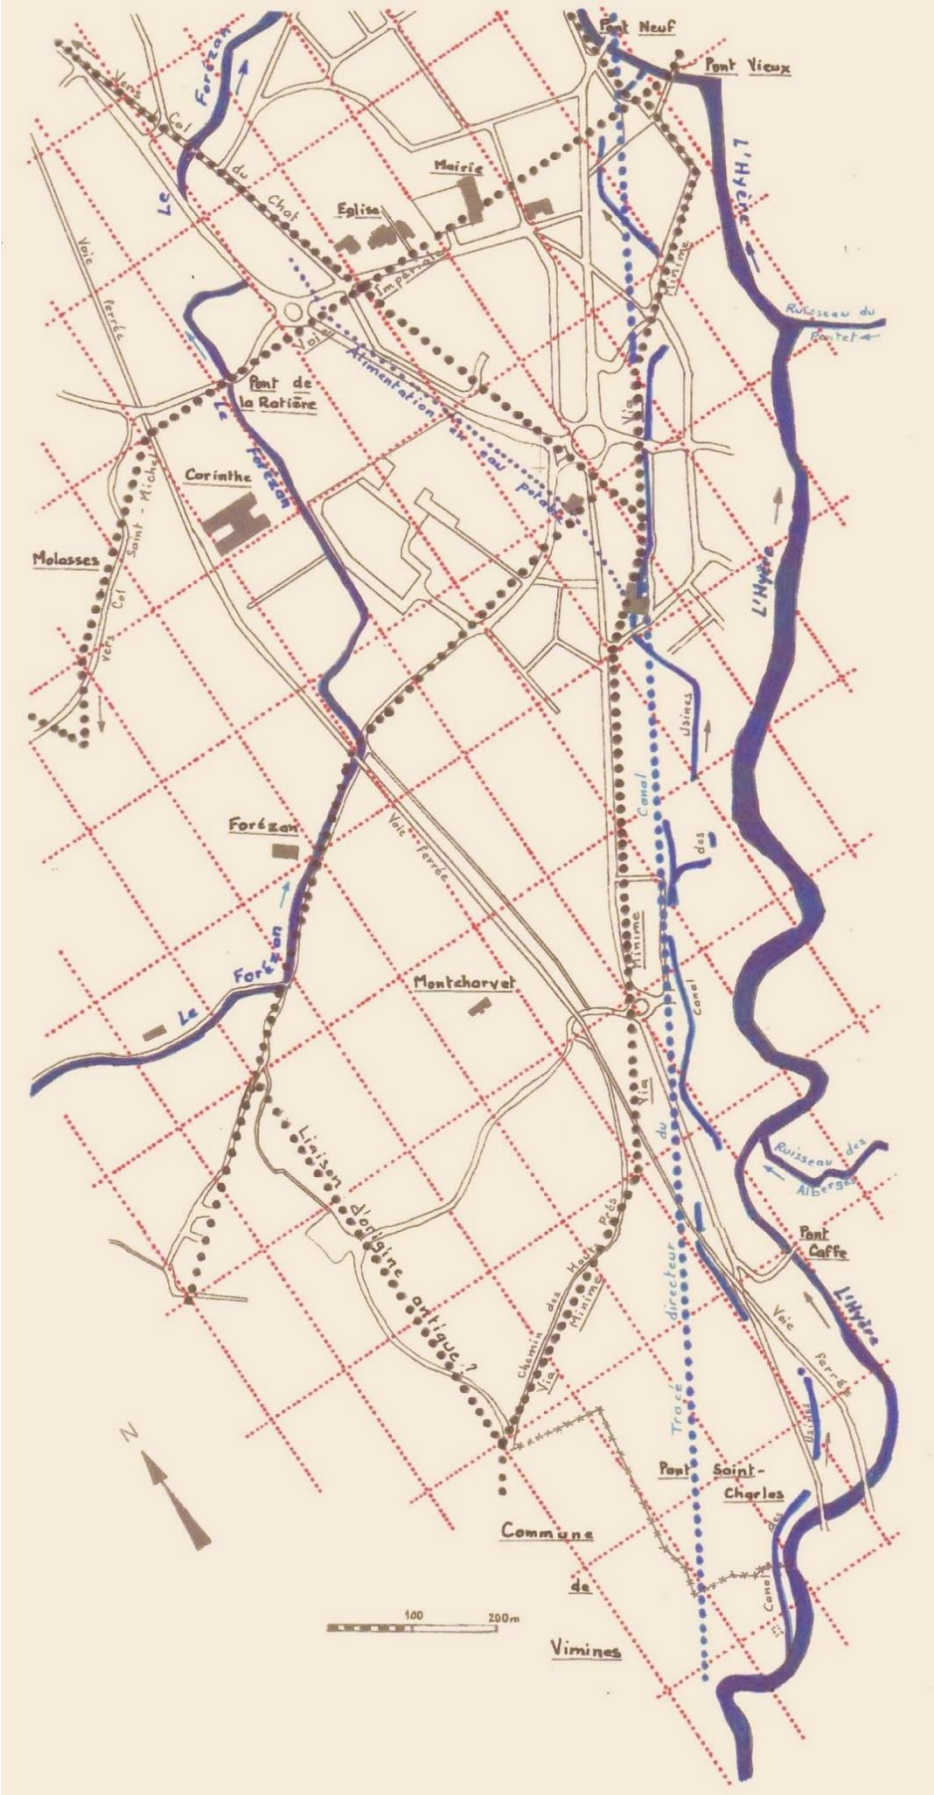 Pont Neuf
Pont Vieux
Forézan
Le
Vers
Col
du
Chat
Mairie
Eglise
L'Hyère
Voie
ferrée
Impériale
Voie
Minime
Via
Ruisseau du
Pontet
Pont de
la Ratière
Alimentation en eau potable
Le
Forézan
Corinthe
Molasses
vers Col Saint-Michel
L'Hyère
Usines
Canal
des
Forézan
Voie ferrée
Minime
Le Forézan
Montcharvet
Canal
Via
du
Ruisseau des
Alberges
Liaison d'origine antique?
Pont
Caffe
L'Hyère
Chemin des Hauts Prés
Via Minime
directeur
Tracé
Voie ferrée
Usines
Pont Saint-
Charles
des
Canal
N
Commune
de
Vimines
100 200m